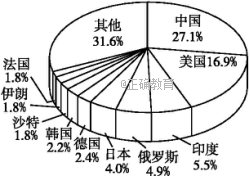 其他
31.6%
中国
27.1%
美国16.9%
@正确教育
法国
1.8%
伊朗
1.8%
沙特
1.8%
韩国
2.2%
德国
2.4%
日本
4.0%
俄罗斯
4.9%
印度
5.5%